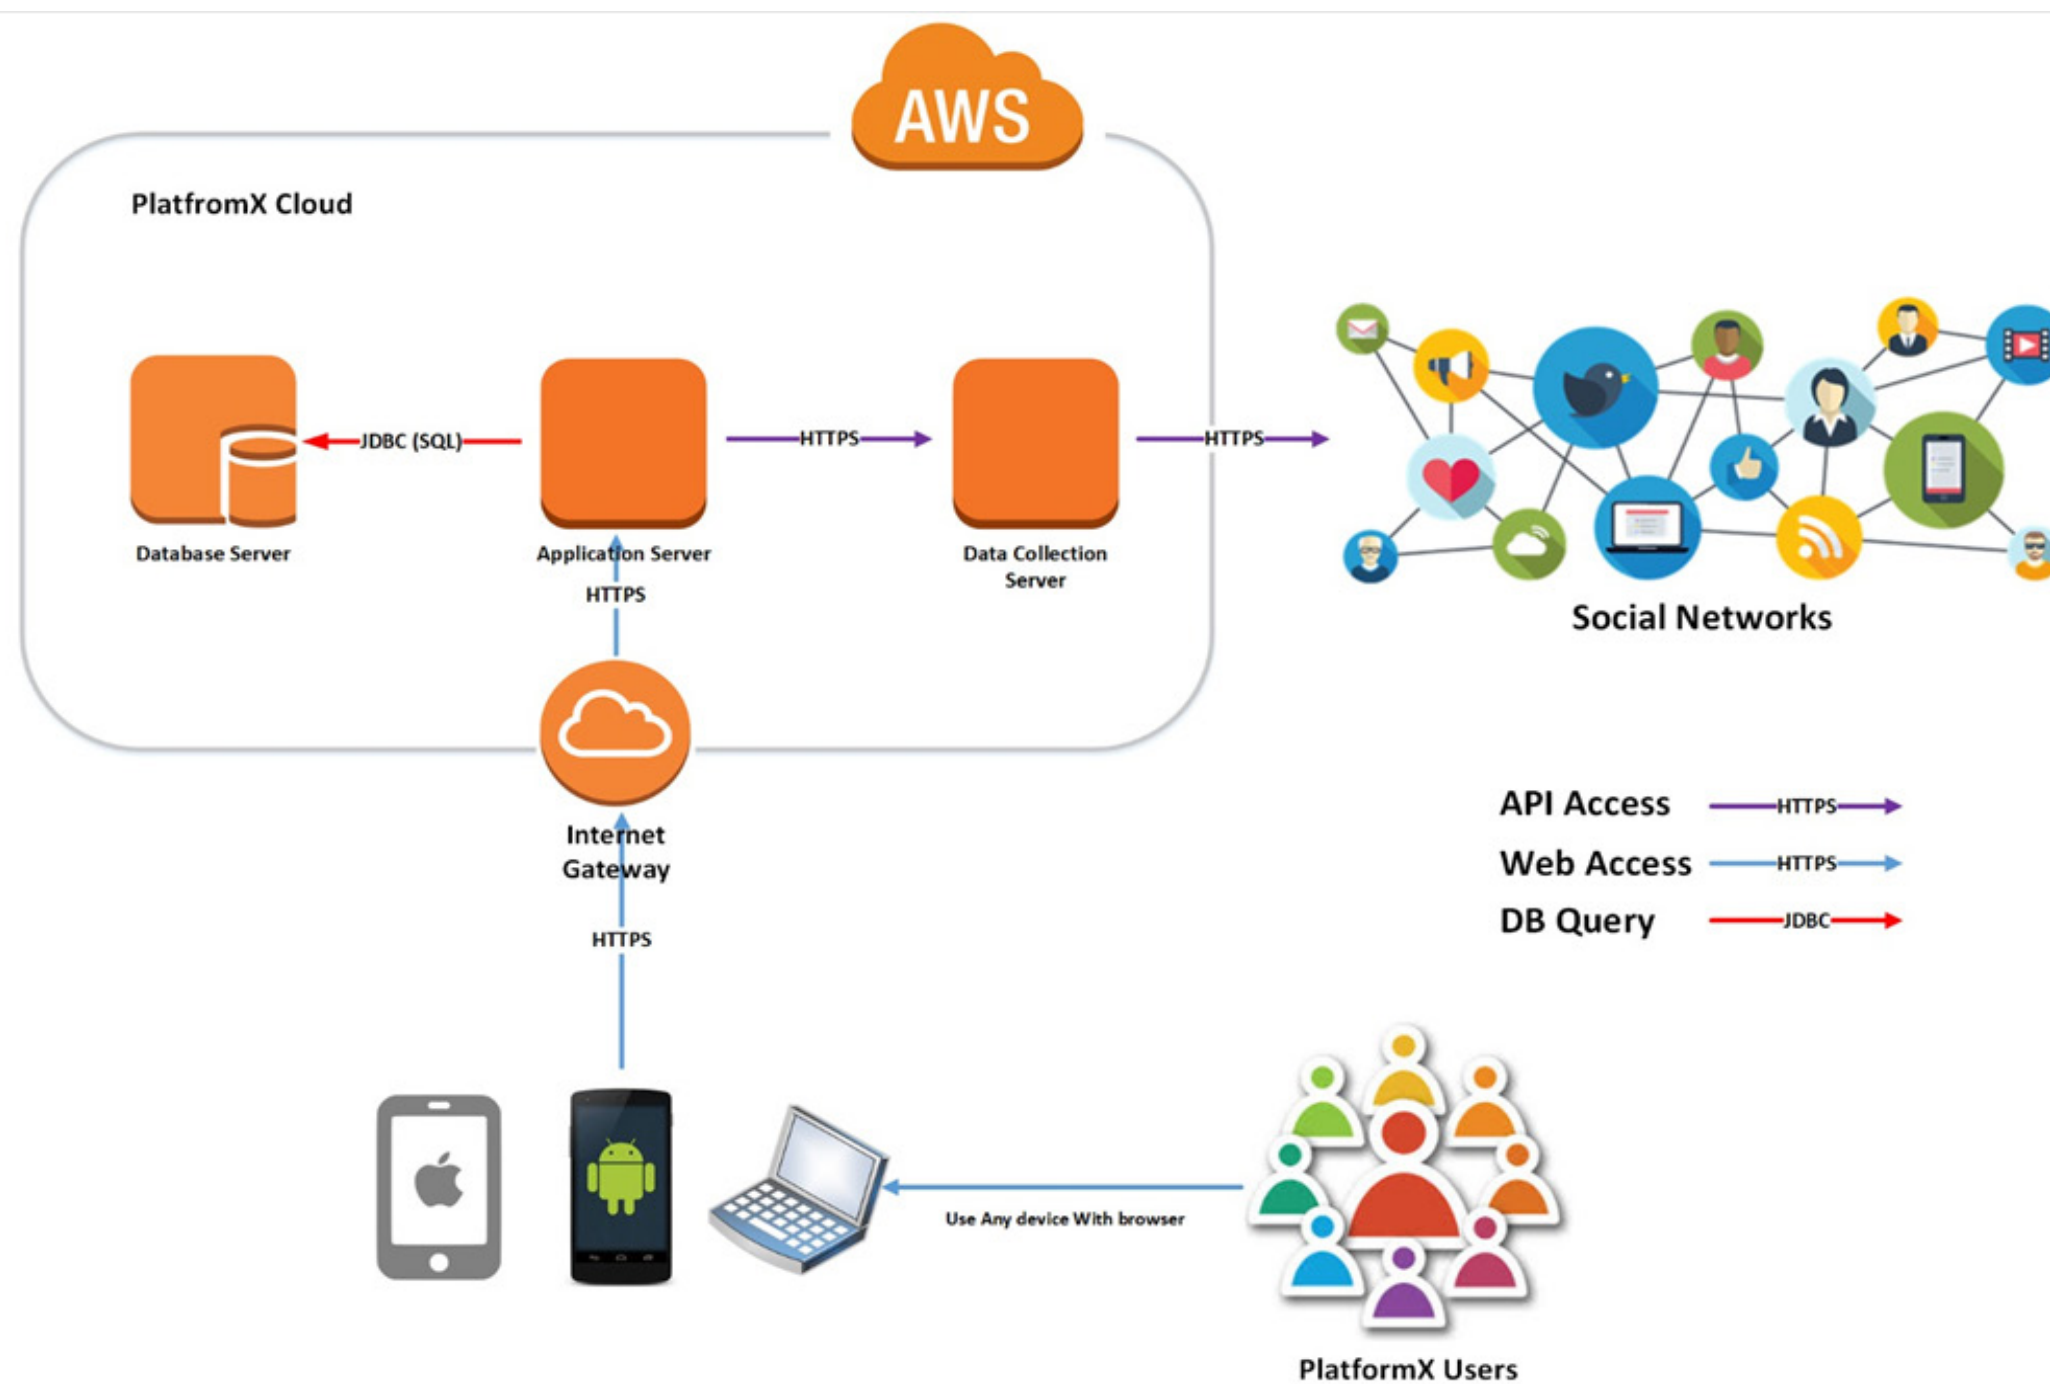 AWS
PlatfromX Cloud
JDBC (SQL)
HTTPS
HTTPS
Database Server
Application Server
Data Collection
Server
HTTPS
Social Networks
Internet
Gateway
HTTPS
API Access HTTPS
Web Access HTTPS
DB Query JDBC
Use Any device With browser
PlatformX Users